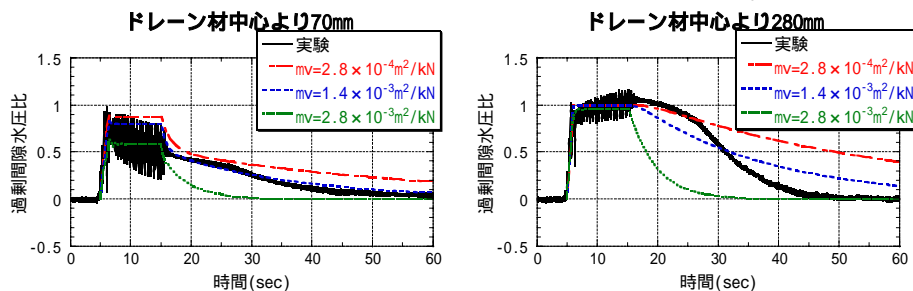 ドレーン材中心より70mm
実験
mv=2.8×10⁻⁴m²/kN
mv=1.4×10⁻³m²/kN
mv=2.8×10⁻³m²/kN
過剰間隙水圧比
1.5
1
0.5
0
-0.5
0 10 20 30 40 50 60
時間(sec)
ドレーン材中心より280mm
実験
mv=2.8×10⁻⁴m²/kN
mv=1.4×10⁻³m²/kN
mv=2.8×10⁻³m²/kN
過剰間隙水圧比
1.5
1
0.5
0
-0.5
0 10 20 30 40 50 60
時間(sec)